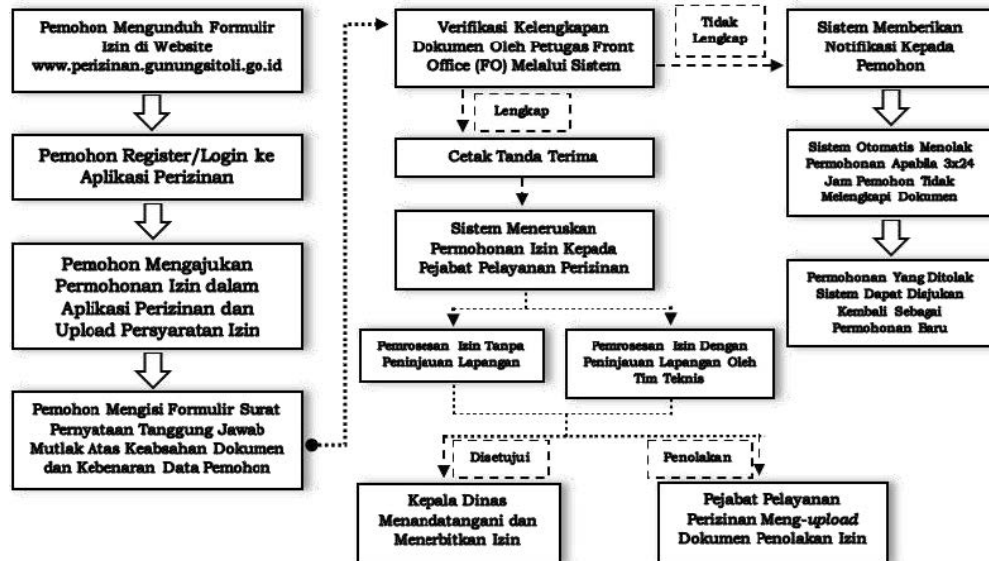 Pemohon Mengunduh Formulir
Izin di Website
www.perizinan.gunungsitoli.go.id
Pemohon Register/Login ke
Aplikasi Perizinan
Pemohon Mengajukan
Permohonan Izin dalam
Aplikasi Perizinan dan
Upload Persyaratan Izin
Pemohon Mengisi Formulir Surat
Pernyataan Tanggung Jawab
Mutlak Atas Keabsahan Dokumen
dan Kebenaran Data Pemohon
Verifikasi Kelengkapan
Dokumen Oleh Petugas Front
Office (FO) Melalui Sistem
Tidak
Lengkap
Sistem Memberikan
Notifikasi Kepada
Pemohon
Sistem Otomatis Menolak
Permohonan Apabila 3x24
Jam Pemohon Tidak
Melengkapi Dokumen
Permohonan Yang Ditolak
Sistem Dapat Diajukan
Kembali Sebagai
Permohonan Baru
Lengkap
Cetak Tanda Terima
Sistem Meneruskan
Permohonan Izin Kepada
Pejabat Pelayanan Perizinan
Pemrosesan Izin Tanpa
Peninjauan Lapangan
Pemrosesan Izin Dengan
Peninjauan Lapangan Oleh
Tim Teknis
Disetujui
Penolakan
Kepala Dinas
Menandatangani dan
Menerbitkan Izin
Pejabat Pelayanan
Perizinan Meng-upload
Dokumen Penolakan Izin